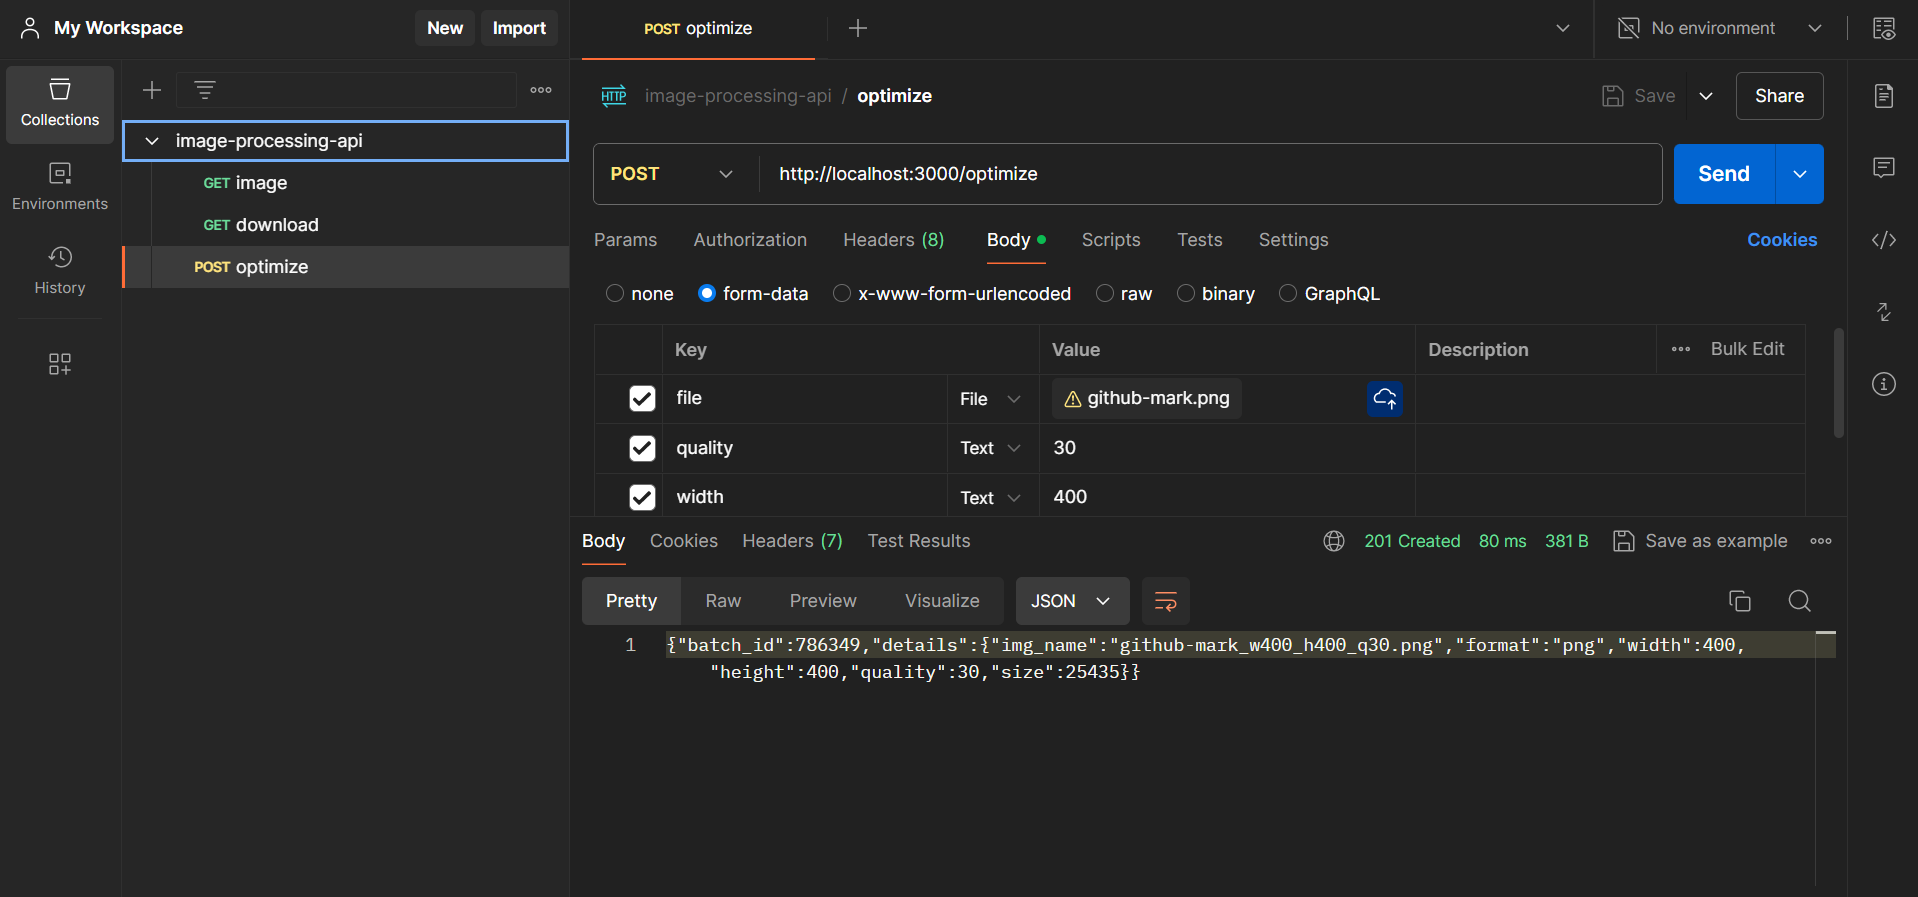 My Workspace
New
Import
POST optimize
No environment
Collections
Environments
History
image-processing-api
GET image
GET download
POST optimize
HTTP
image-processing-api / optimize
Save
Share
POST
http://localhost:3000/optimize
Send
Params
Authorization
Headers (8)
Body
Scripts
Tests
Settings
Cookies
none
form-data
x-www-form-urlencoded
raw
binary
GraphQL
Key
Value
Description
Bulk Edit
file
File
github-mark.png
quality
Text
30
width
Text
400
Body
Cookies
Headers (7)
Test Results
201 Created
80 ms
381 B
Save as example
Pretty
Raw
Preview
Visualize
JSON
1
{"batch_id":786349,"details":{"img_name":"github-mark_w400_h400_q30.png","format":"png","width":400,
"height":400,"quality":30,"size":25435}}